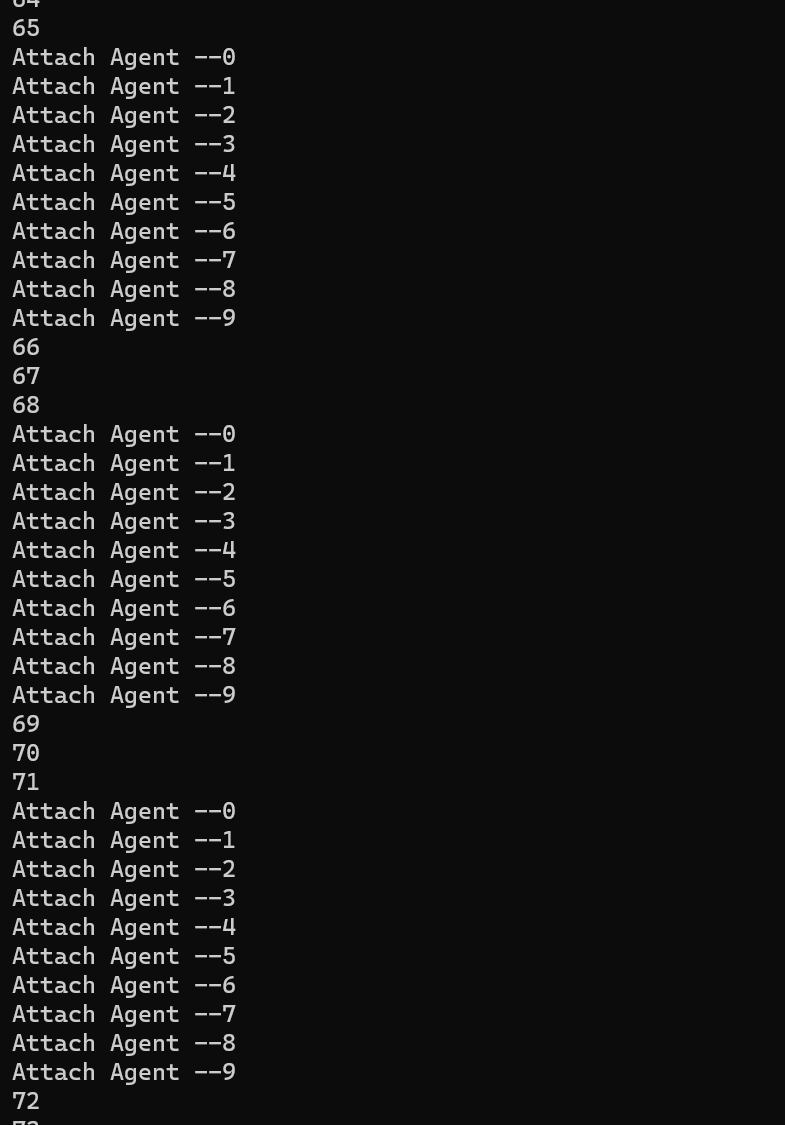 64
65
Attach Agent --0
Attach Agent --1
Attach Agent --2
Attach Agent --3
Attach Agent --4
Attach Agent --5
Attach Agent --6
Attach Agent --7
Attach Agent --8
Attach Agent --9
66
67
68
Attach Agent --0
Attach Agent --1
Attach Agent --2
Attach Agent --3
Attach Agent --4
Attach Agent --5
Attach Agent --6
Attach Agent --7
Attach Agent --8
Attach Agent --9
69
70
71
Attach Agent --0
Attach Agent --1
Attach Agent --2
Attach Agent --3
Attach Agent --4
Attach Agent --5
Attach Agent --6
Attach Agent --7
Attach Agent --8
Attach Agent --9
72